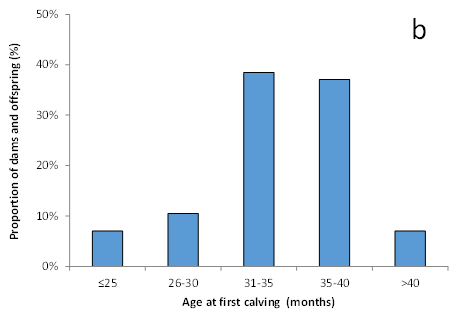 b
50%
40%
30%
20%
10%
0%
Proportion of dams and offspring (%)
≤25 26-30 31-35 35-40 >40
Age at first calving (months)